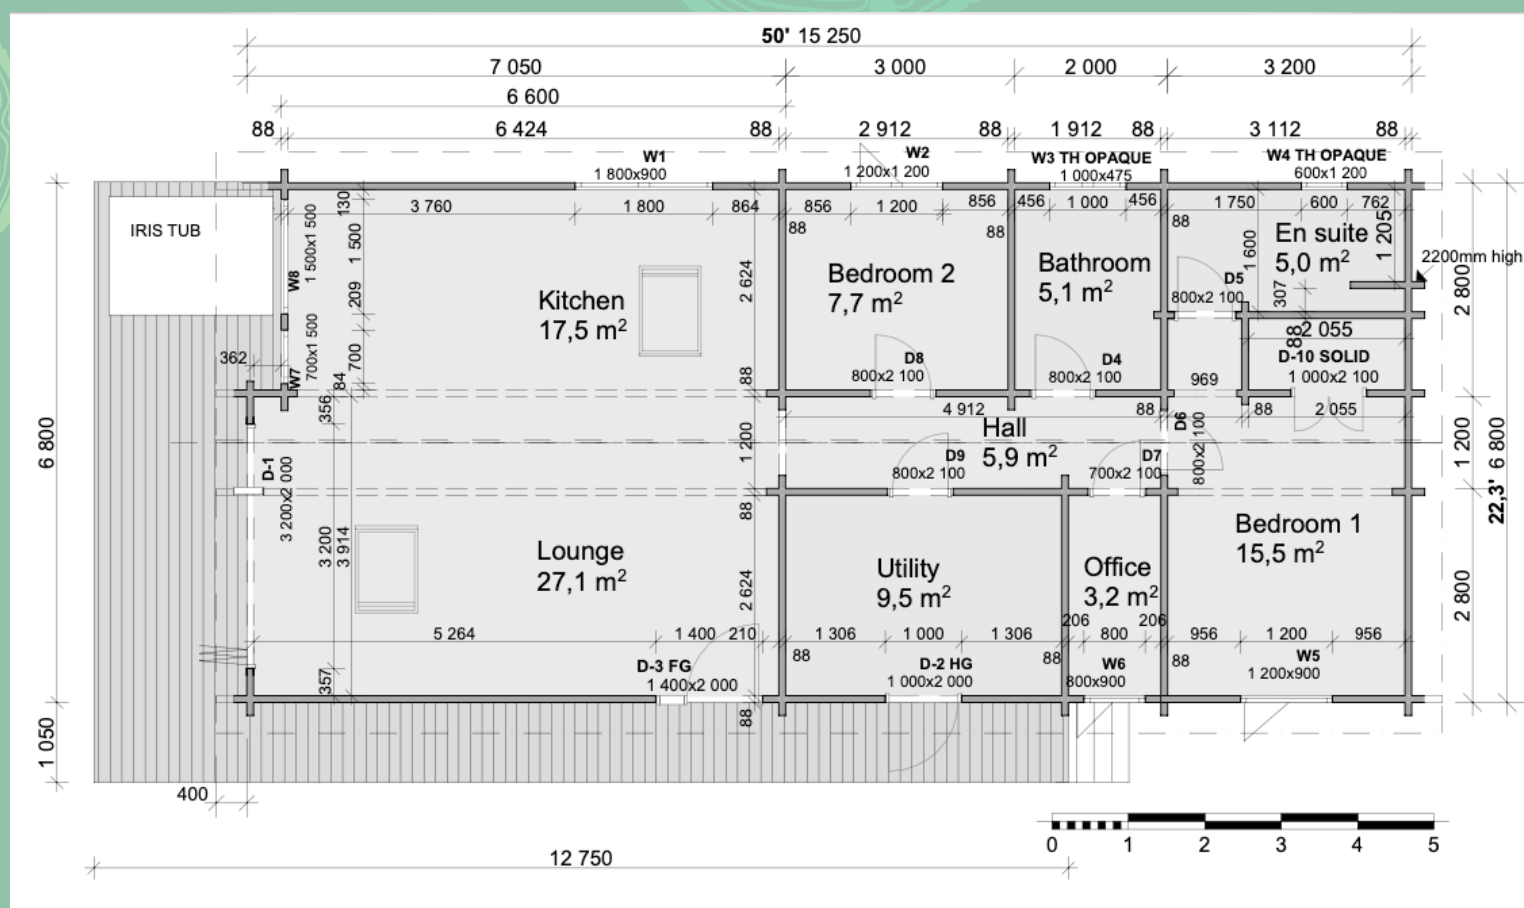 50' 15 250
7 050
3 000
2 000
3 200
6 600
88
6 424
88
2 912
88
1 912
88
3 112
88
W1
1 800x900
W2
1 200x1 200
W3 TH OPAQUE
1 000x475
W4 TH OPAQUE
600x1 200
3 760
1 800
864
856
1 200
856
456
1 000
456
1 750
600
762
88
88
88
IRIS TUB
130
1 500x1 500
1 500
W8
209
700x1 500
700
W7
84
362
356
2 624
88
Kitchen
17,5 m²
Bedroom 2
7,7 m²
Bathroom
5,1 m²
En suite
5,0 m²
1 600
1 205
2200mm high
2 800
D5
800x2 100
307
88
2 055
D8
800x2 100
D4
800x2 100
D-10 SOLID
1 000x2 100
969
4 912
88
88
2 055
Hall
5,9 m²
D6
800x2 100
D9
800x2 100
D7
700x2 100
1 200
1 200
6 800
22,3' 6 800
D-1
3 200x2 000
3 200
3 914
88
Lounge
27,1 m²
Utility
9,5 m²
Office
3,2 m²
Bedroom 1
15,5 m²
2 624
2 800
5 264
1 400
210
1 306
1 000
1 306
206
800
206
956
1 200
956
88
88
88
D-3 FG
1 400x2 000
D-2 HG
1 000x2 000
W6
800x900
W5
1 200x900
357
88
1 050
400
12 750
0 1 2 3 4 5